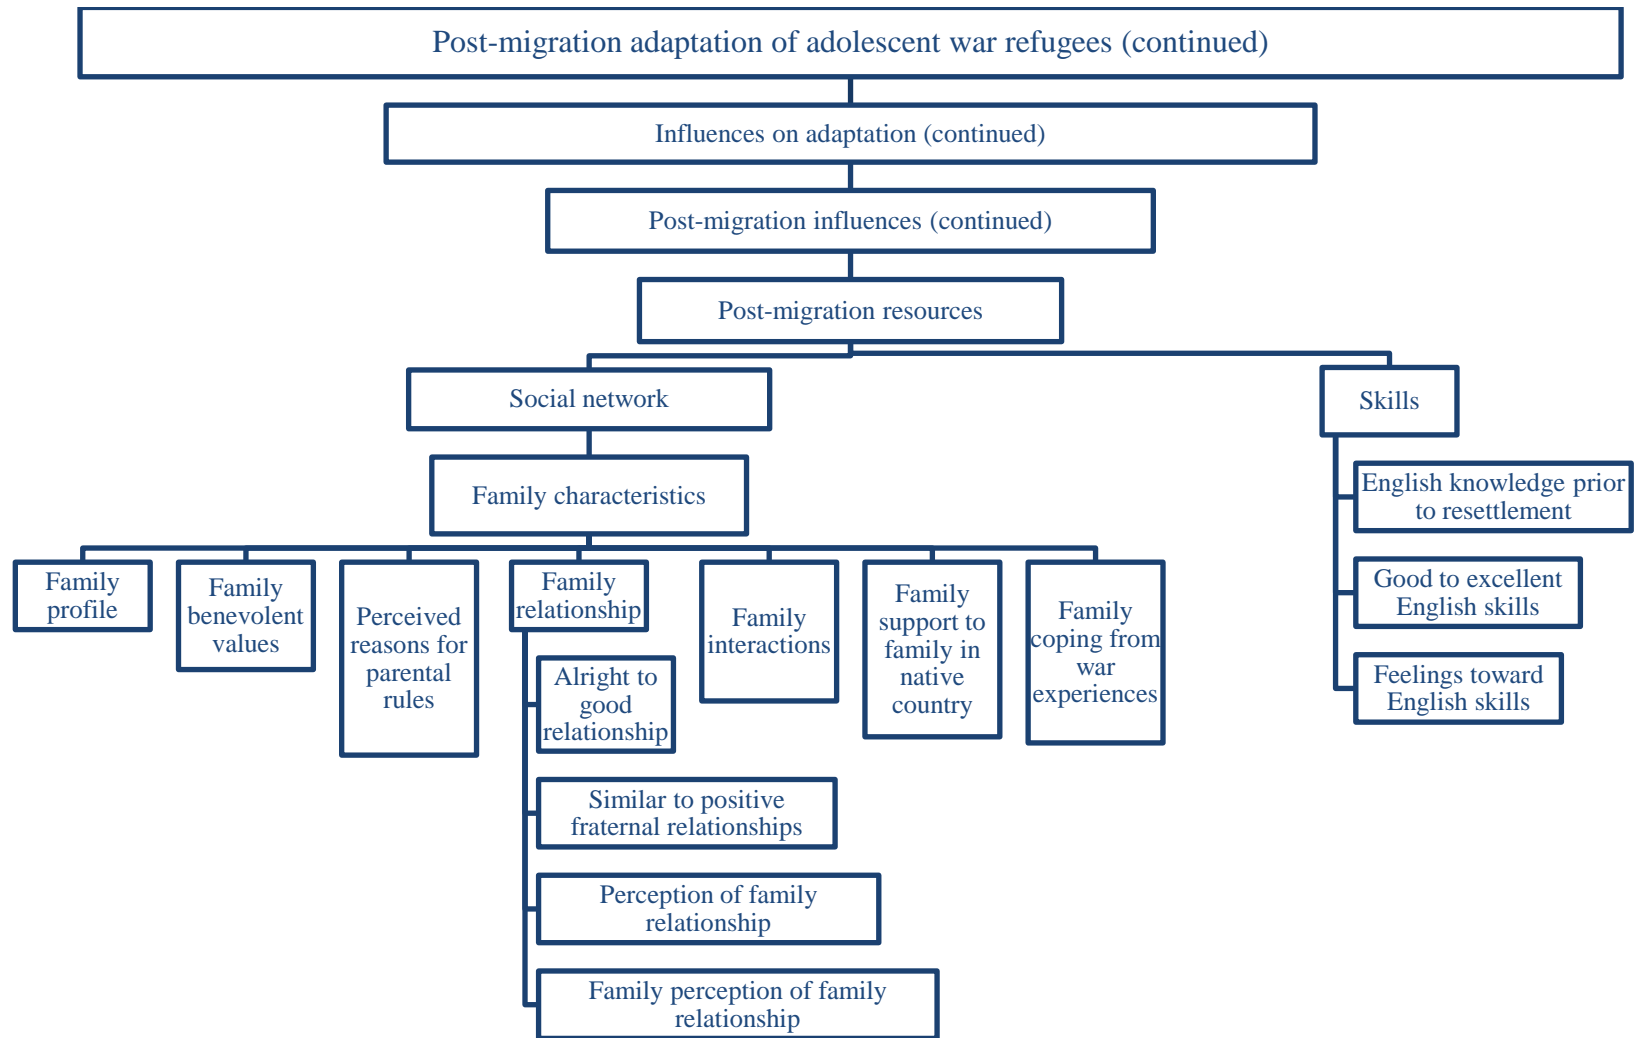 Post-migration adaptation of adolescent war refugees (continued)
Influences on adaptation (continued)
Post-migration influences (continued)
Post-migration resources
Social network
Skills
Family characteristics
English knowledge prior
to resettlement
Good to excellent
English skills
Feelings toward
English skills
Family
profile
Family
benevolent
values
Perceived
reasons for
parental
rules
Family
relationship
Alright to
good
relationship
Similar to positive
fraternal relationships
Perception of family
relationship
Family perception of family
relationship
Family
interactions
Family
support to
family in
native
country
Family
coping from
war
experiences